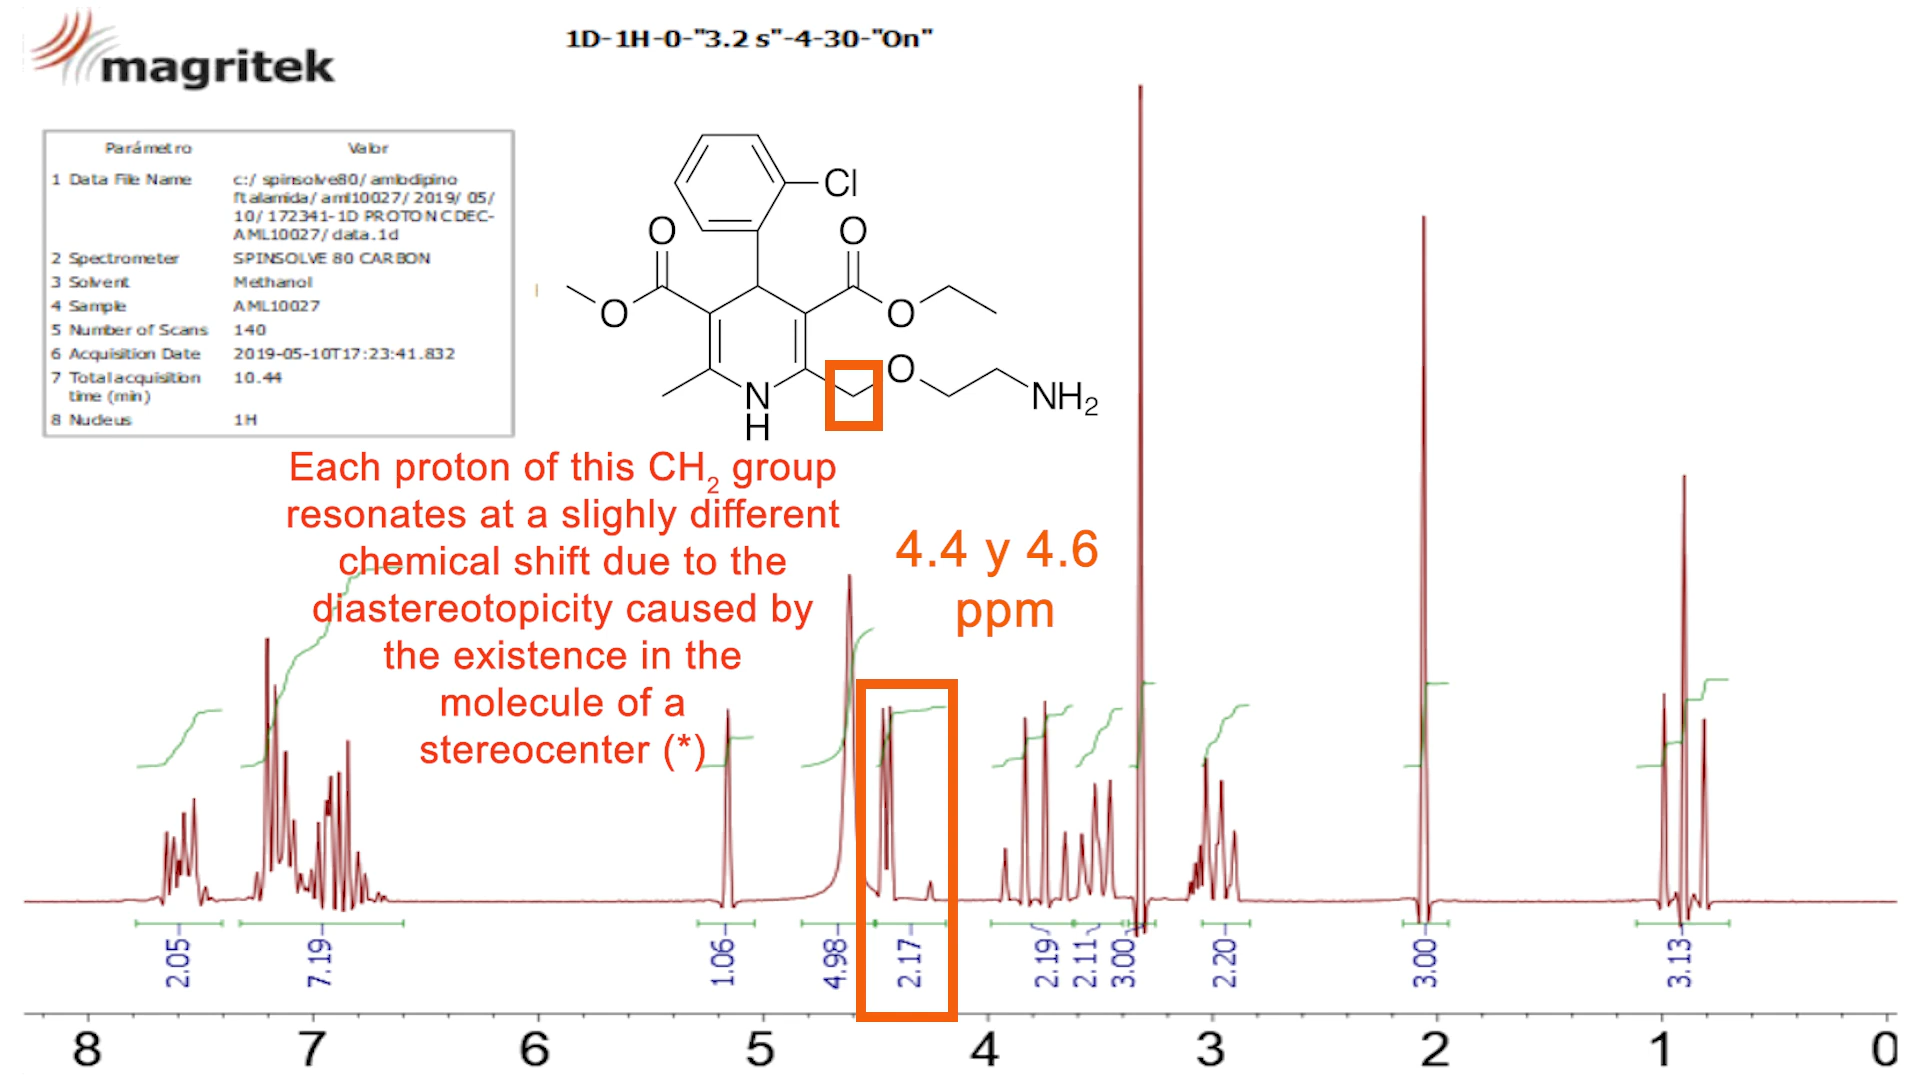 magritek
1D-1H-0-"3.2 s"-4-30-"On"
Parámetro Valor
1 Data File Name c:/ spinsolve80/ amlodipino
ftalamida/ aml10027/ 2019/ 05/
10/ 172341-1D PROTON CDEC-
AML10027/ data.1d
2 Spectrometer SPINSOLVE 80 CARBON
3 Solvent Methanol
4 Sample AML10027
5 Number of Scans 140
6 Acquisition Date 2019-05-10T17:23:41.832
7 Total acquisition 10.44
time (min)
8 Nucleus 1H
Cl
O O
O O
O
N
H
NH2
Each proton of this CH2 group
resonates at a slighly different
chemical shift due to the
diastereotopicity caused by
the existence in the
molecule of a
stereocenter (*)
4.4 y 4.6
ppm
2.05 7.19 1.06 4.98 2.17 2.19 2.11 3.00 2.20 3.00 3.13
8 7 6 5 4 3 2 1 0